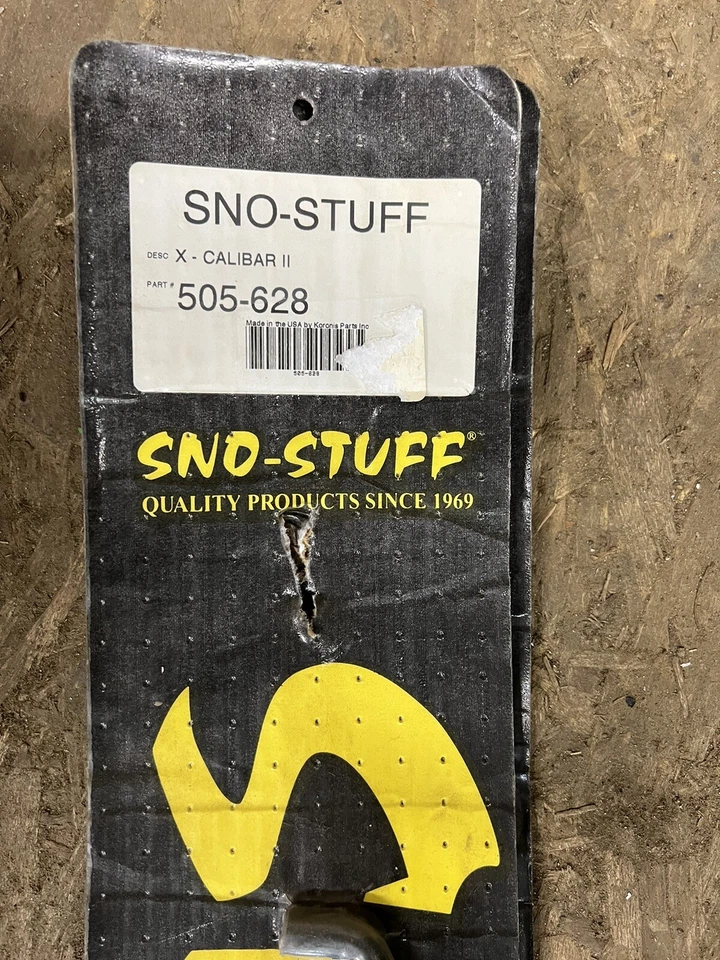 SNO-STUFF
DESC X - CALIBAR II
PART # 505-628
Made in the USA by Koronis Parts Inc
505-628
SNO-STUFF®
QUALITY PRODUCTS SINCE 1969